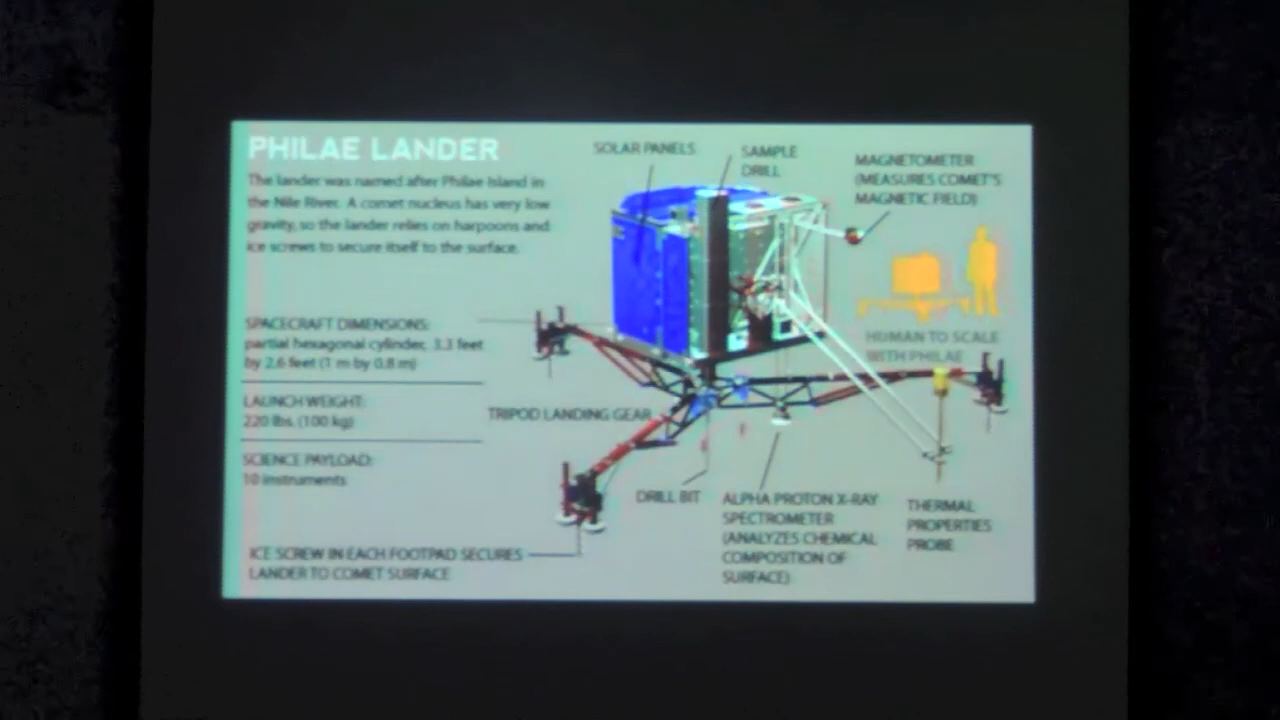 PHILAE LANDER
The lander was named after Philae Island in
the Nile River. A comet nucleus has very low
gravity, so the lander relies on harpoons and
ice screws to secure itself to the surface.
SPACECRAFT DIMENSIONS:
partial hexagonal cylinder, 3.3 feet
by 2.6 feet (1 m by 0.8 m)
LAUNCH WEIGHT:
220 lbs. (100 kg)
SCIENCE PAYLOAD:
10 instruments
ICE SCREW IN EACH FOOTPAD SECURES
LANDER TO COMET SURFACE
SOLAR PANELS
SAMPLE
DRILL
MAGNETOMETER
(MEASURES COMET'S
MAGNETIC FIELD)
HUMAN TO SCALE
WITH PHILAE
TRIPOD LANDING GEAR
DRILL BIT
ALPHA PROTON X-RAY
SPECTROMETER
(ANALYZES CHEMICAL
COMPOSITION OF
SURFACE)
THERMAL
PROPERTIES
PROBE